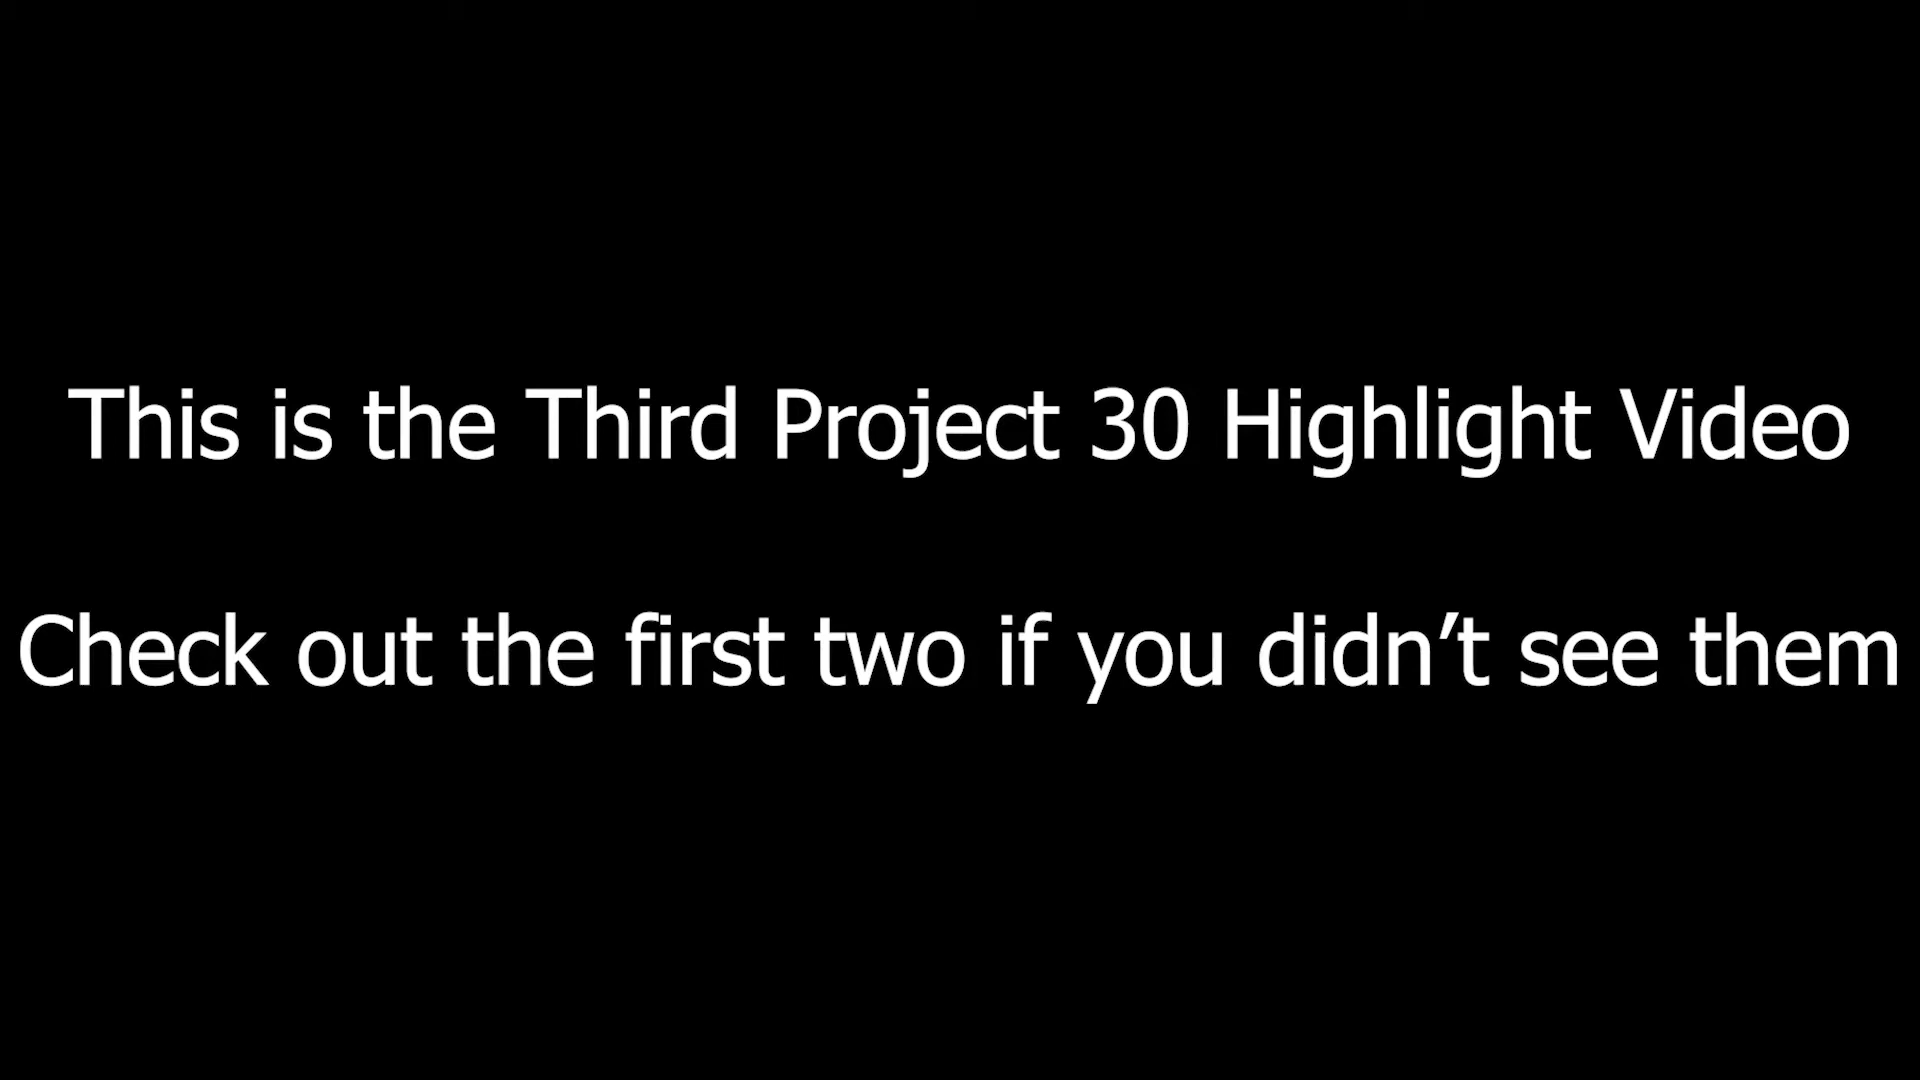 This is the Third Project 30 Highlight Video
Check out the first two if you didn’t see them